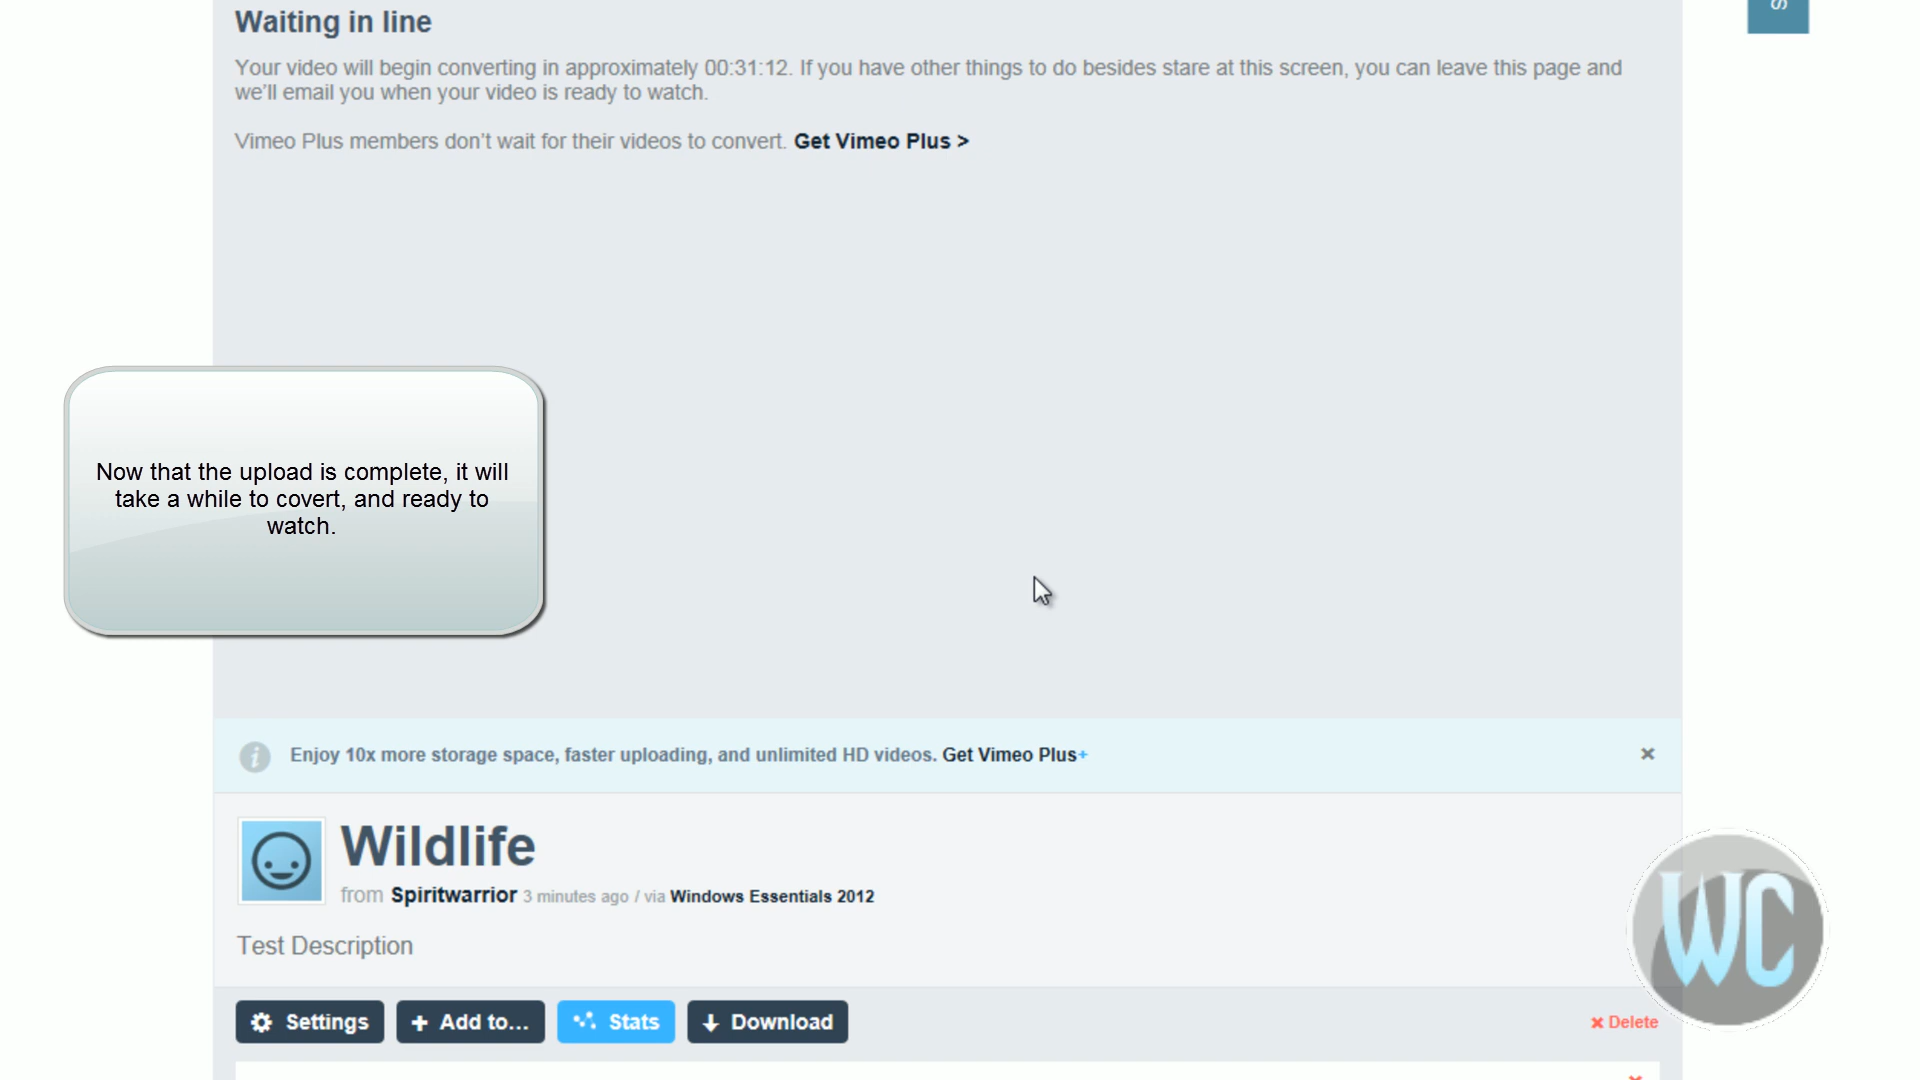 S
Waiting in line
Your video will begin converting in approximately 00:31:12. If you have other things to do besides stare at this screen, you can leave this page and
we'll email you when your video is ready to watch.
Vimeo Plus members don't wait for their videos to convert. Get Vimeo Plus >
Now that the upload is complete, it will
take a while to covert, and ready to
watch.
Enjoy 10x more storage space, faster uploading, and unlimited HD videos. Get Vimeo Plus+
Wildlife
from Spiritwarrior 3 minutes ago / via Windows Essentials 2012
Test Description
WC
Settings + Add to... Stats Download Delete